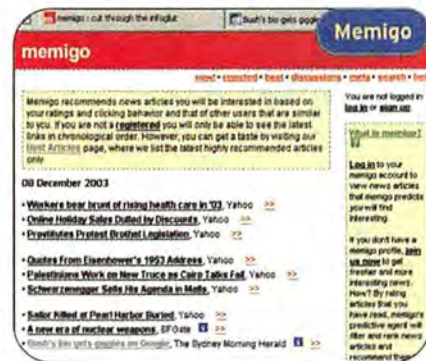 memigo : cut through the infoglut
Bush's bio gets giggles
Memigo
memigo
new! • roasted • best • discussions • meta • search •
Memigo recommends news articles you will be interested in based on
your ratings and clicking behavior and that of other users that are similar
to you. If you are not a registered you will only be able to see the latest
links in chronological order. However, you can get a taste by visiting our
Best Articles page, where we list the latest highly recommended articles
only.
08 December 2003
• Workers bear brunt of rising health care in '03, Yahoo >>
• Online Holiday Sales Dulled by Discounts, Yahoo >>
• Prostitutes Protest Brothel Legislation, Yahoo >>
• Quotes From Eisenhower's 1953 Address, Yahoo >>
• Palestinians Work on New Truce as Cairo Talks Fail, Yahoo >>
• Schwarzenegger Sells His Agenda in Malls, Yahoo >>
• Sailor Killed at Pearl Harbor Buried, Yahoo >>
• A new era of nuclear weapons, SFGate >>
• Bush's bio gets giggles on Google, The Sydney Morning Herald >>
You are not logged in
log in or sign up.
What is memigo?
Log in to your
memigo account to
view news articles
that memigo predicts
you will find
interesting.
If you don't have a
memigo profile, join
us now to get
fresher and more
interesting news.
How? By rating
articles that you
have read, memigo's
predictive agent will
filter and rank news
articles and
recommend those